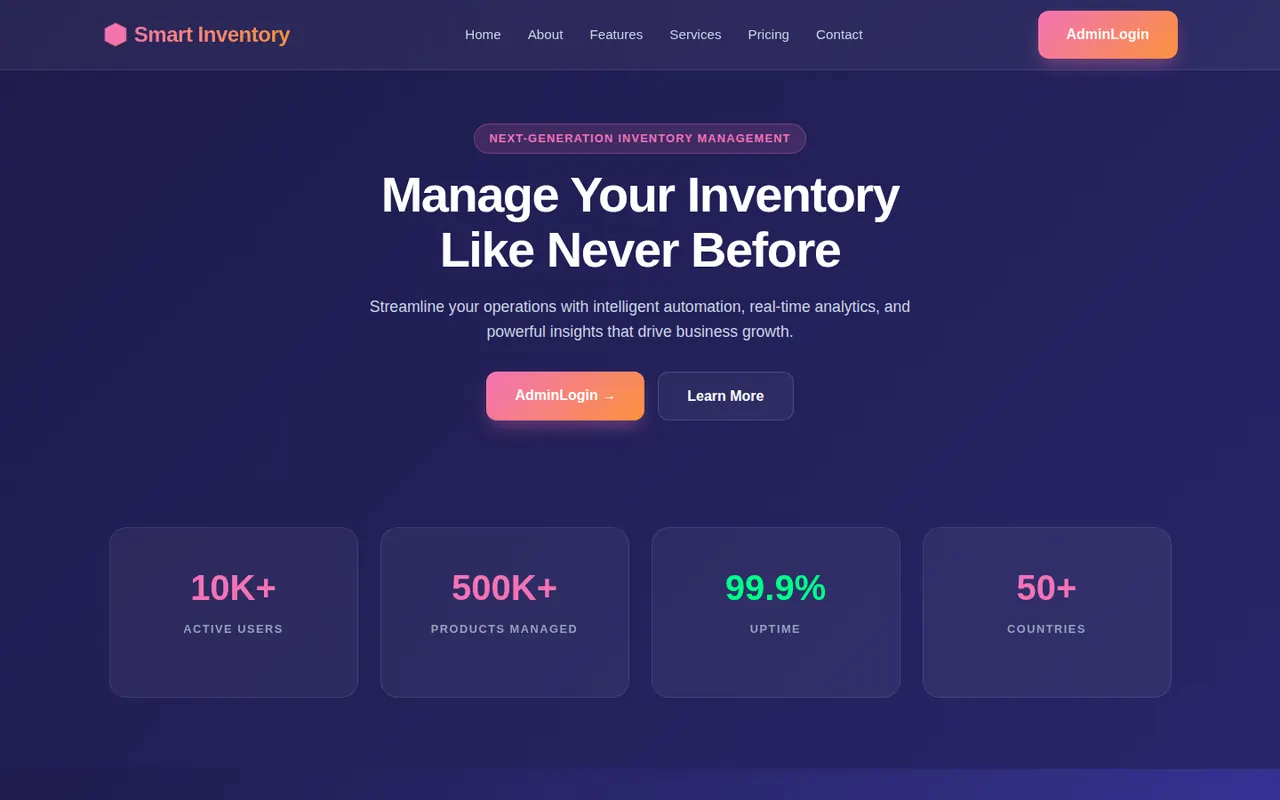 Smart Inventory
Home
About
Features
Services
Pricing
Contact
AdminLogin
NEXT-GENERATION INVENTORY MANAGEMENT
Manage Your Inventory
Like Never Before
Streamline your operations with intelligent automation, real-time analytics, and
powerful insights that drive business growth.
AdminLogin →
Learn More
10K+
ACTIVE USERS
500K+
PRODUCTS MANAGED
99.9%
UPTIME
50+
COUNTRIES